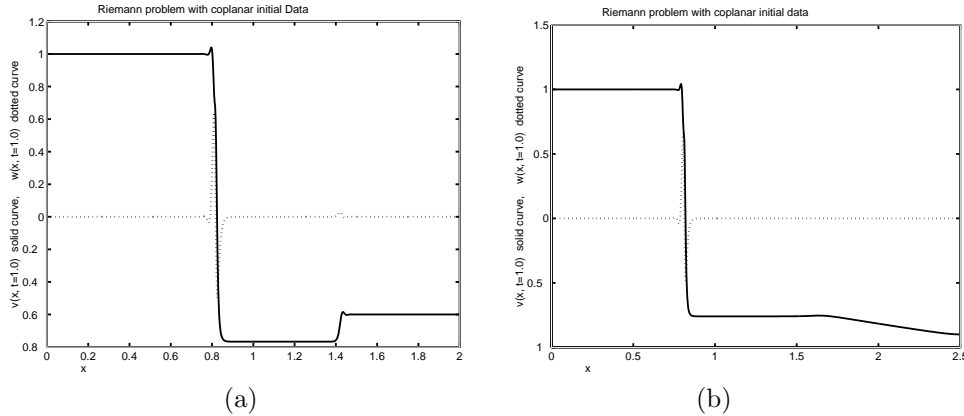 Riemann problem with coplanar initial Data
v(x, t=1.0) solid curve, w(x, t=1.0) dotted curve
1.2
1
0.8
0.6
0.4
0.2
0
0.2
0.4
0.6
0.8
0 0.2 0.4 0.6 0.8 1 1.2 1.4 1.6 1.8 2
x
(a)
Riemann problem with coplanar initial data
v(x, t=1.0) solid curve, w(x, t=1.0) dotted curve
1.5
1
0.5
0
0.5
1
0 0.5 1 1.5 2 2.5
x
(b)